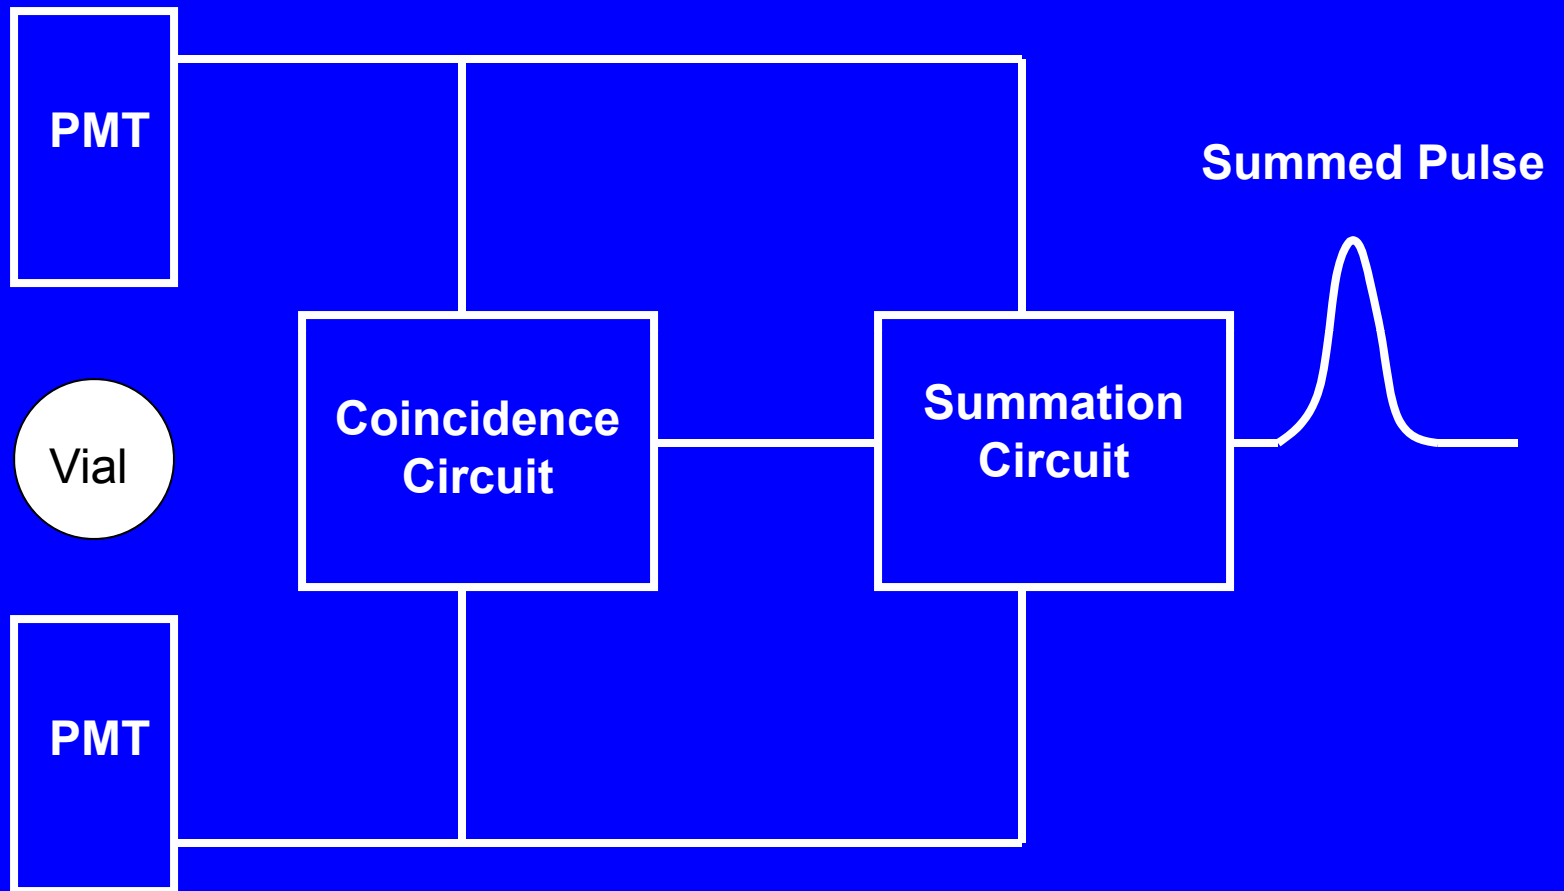 PMT
Summed Pulse
Vial
Coincidence
Circuit
Summation
Circuit
PMT